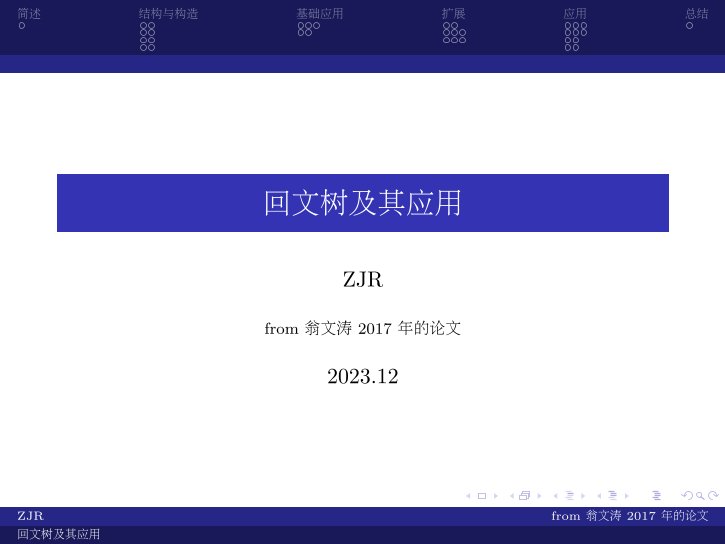 简述 结构与构造 基础应用 扩展 应用 总结
回文树及其应用
ZJR
from 翁文涛 2017 年的论文
2023.12
ZJR from 翁文涛 2017 年的论文
回文树及其应用